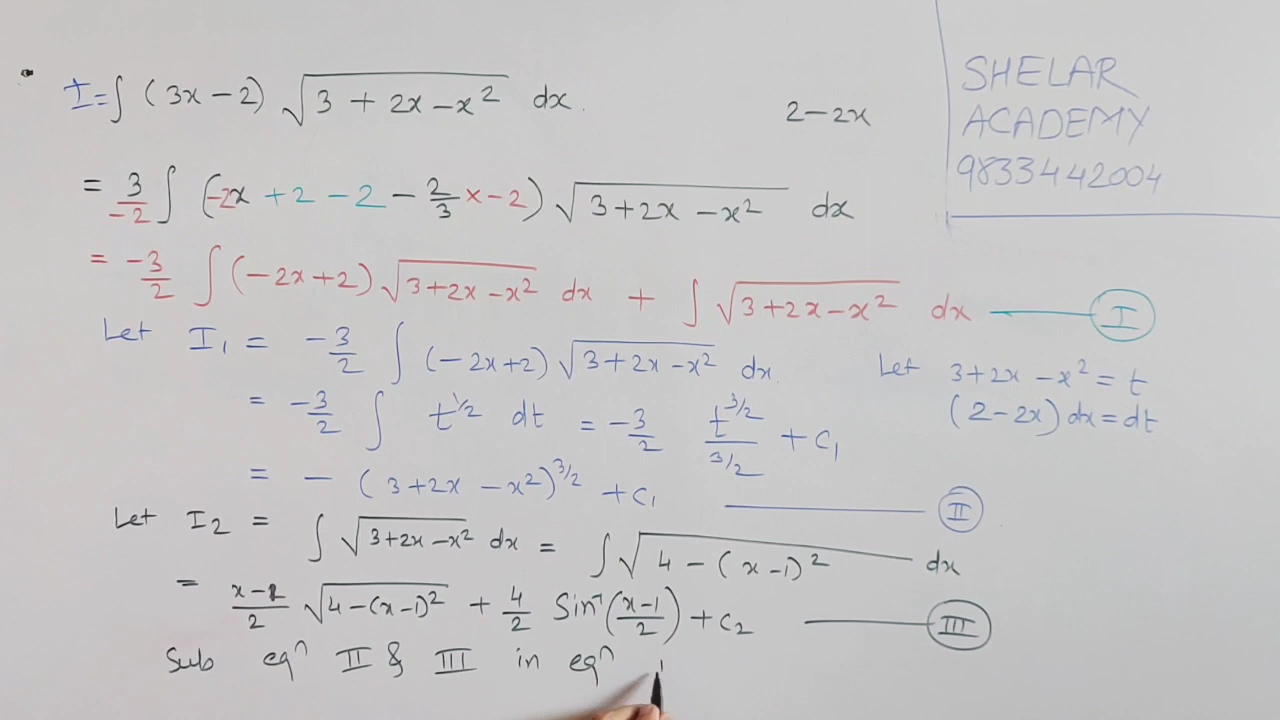 I = ∫ (3x − 2) √(3 + 2x − x²) dx.
2 − 2x
SHELAR
ACADEMY
9833442004
= 3/−2 ∫ (−2x + 2 − 2 − 2/3 × −2) √(3+2x −x²) dx
= −3/2 ∫ (−2x+2) √(3+2x −x²) dx + ∫ √(3+2x−x²) dx — I
Let I₁ = −3/2 ∫ (−2x+2) √(3+2x −x²) dx.
Let 3+2x −x² = t
(2−2x) dx = dt
= −3/2 ∫ t^1/2 dt = −3/2 t^3/2 / 3/2 + C₁
= − (3+2x −x²)^3/2 + C₁ — II
Let I₂ = ∫ √(3+2x −x²) dx = ∫ √(4 − (x−1)²) dx
= x−1/2 √(4−(x−1)²) + 4/2 Sin⁻¹(x−1/2) + C₂ — III
Sub eqⁿ II & III in eqⁿ